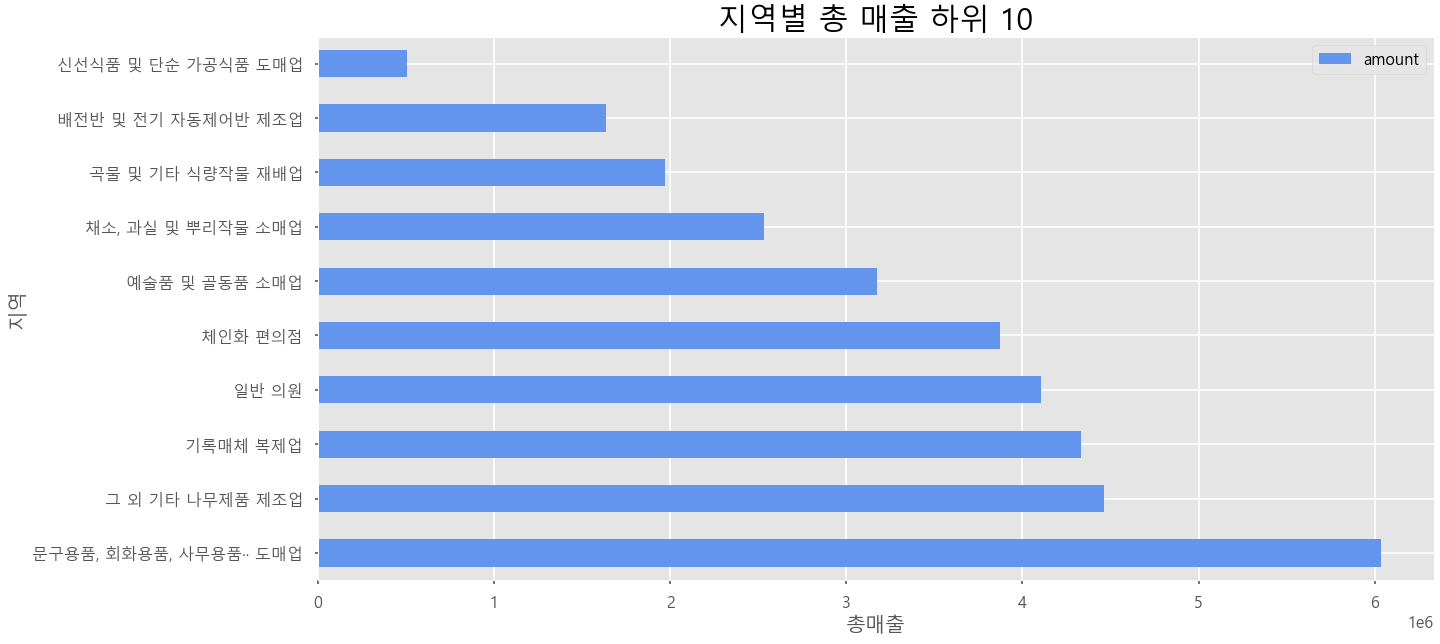 지역별 총 매출 하위 10
amount
신선식품 및 단순 가공식품 도매업
배전반 및 전기 자동제어반 제조업
곡물 및 기타 식량작물 재배업
채소, 과실 및 뿌리작물 소매업
예술품 및 골동품 소매업
체인화 편의점
일반 의원
기록매체 복제업
그 외 기타 나무제품 제조업
문구용품, 회화용품, 사무용품·· 도매업
지역
0 1 2 3 4 5 6
1e6
총매출